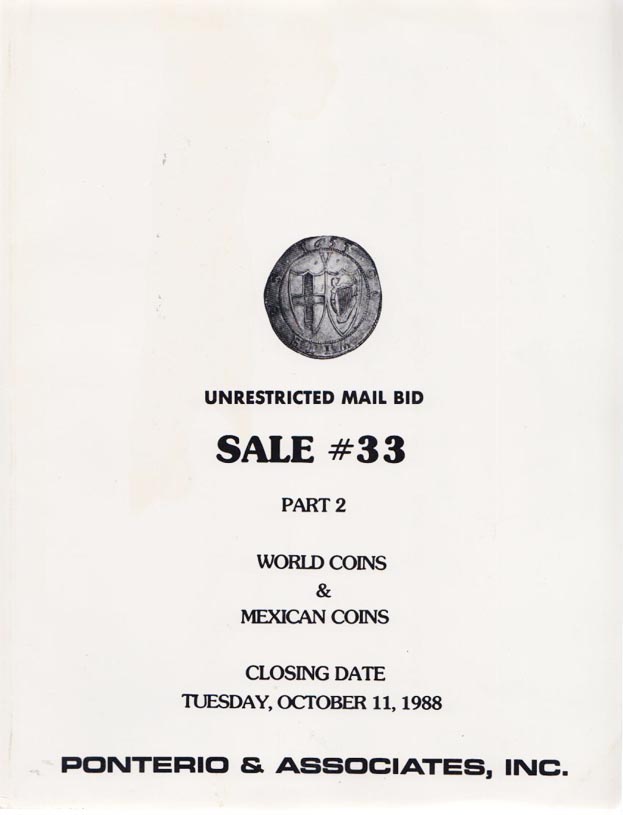 UNRESTRICTED MAIL BID
SALE #33
PART 2
WORLD COINS
&
MEXICAN COINS
CLOSING DATE
TUESDAY, OCTOBER 11, 1988
PONTERIO & ASSOCIATES, INC.